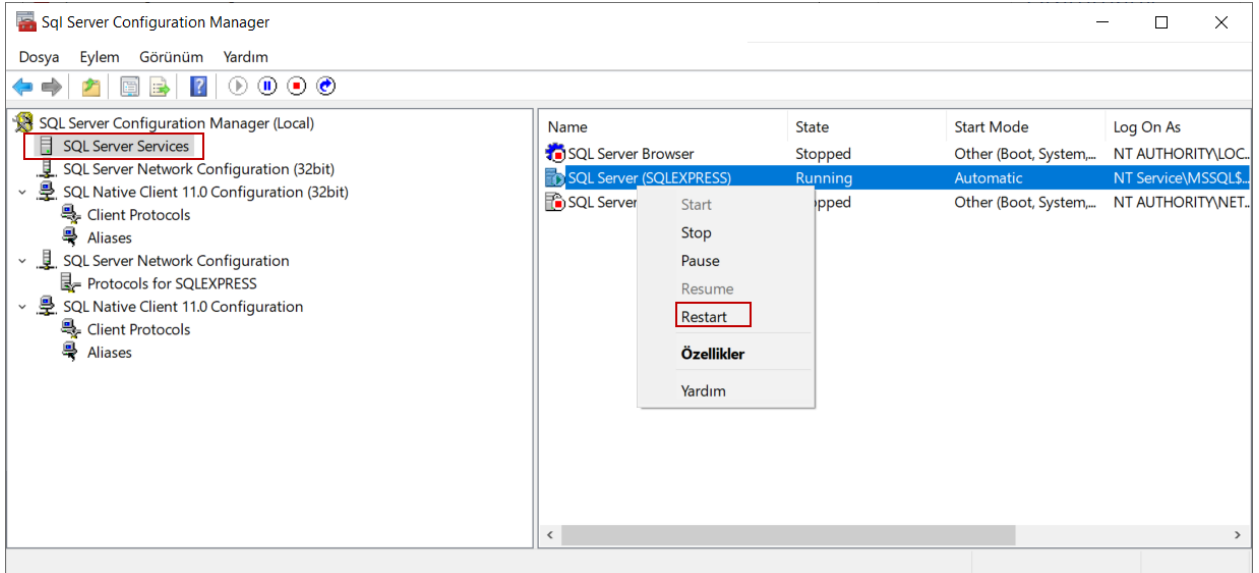 Sql Server Configuration Manager
Dosya Eylem Görünüm Yardım
SQL Server Configuration Manager (Local)
SQL Server Services
SQL Server Network Configuration (32bit)
SQL Native Client 11.0 Configuration (32bit)
Client Protocols
Aliases
SQL Server Network Configuration
Protocols for SQLEXPRESS
SQL Native Client 11.0 Configuration
Client Protocols
Aliases
Name State Start Mode Log On As
SQL Server Browser Stopped Other (Boot, System,... NT AUTHORITY\LOC...
SQL Server (SQLEXPRESS) Running Automatic NT Service\MSSQL$...
SQL Server pped Other (Boot, System,... NT AUTHORITY\NET...
Start
Stop
Pause
Resume
Restart
Özellikler
Yardım